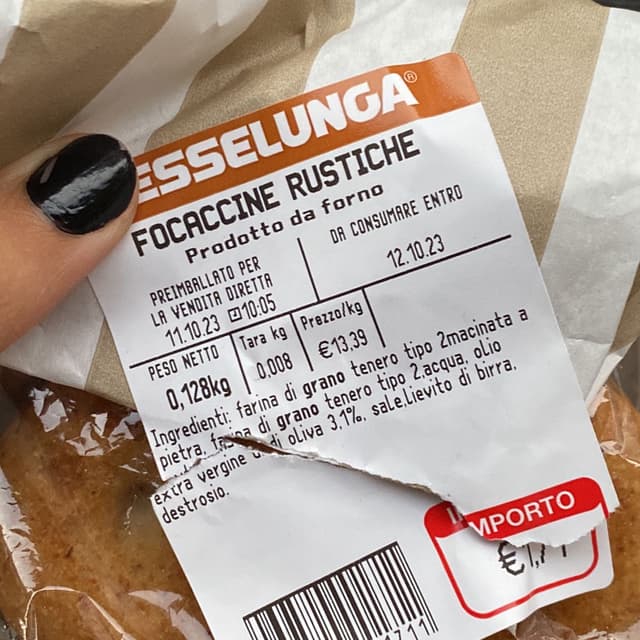 ESSELUNGA®
FOCACCINE RUSTICHE
Prodotto da forno
PREIMBALLATO PER
LA VENDITA DIRETTA
11.10.23 10:05
DA CONSUMARE ENTRO
12.10.23
PESO NETTO
0,128kg
Tara kg
0.008
Prezzo/kg
€13.39
Ingredienti: farina di grano tenero tipo 2macinata a
pietra, farina di grano tenero tipo 2acqua, olio
extra vergine di oliva 3,1%, sale.Lievito di birra,
destrosio.
IMPORTO